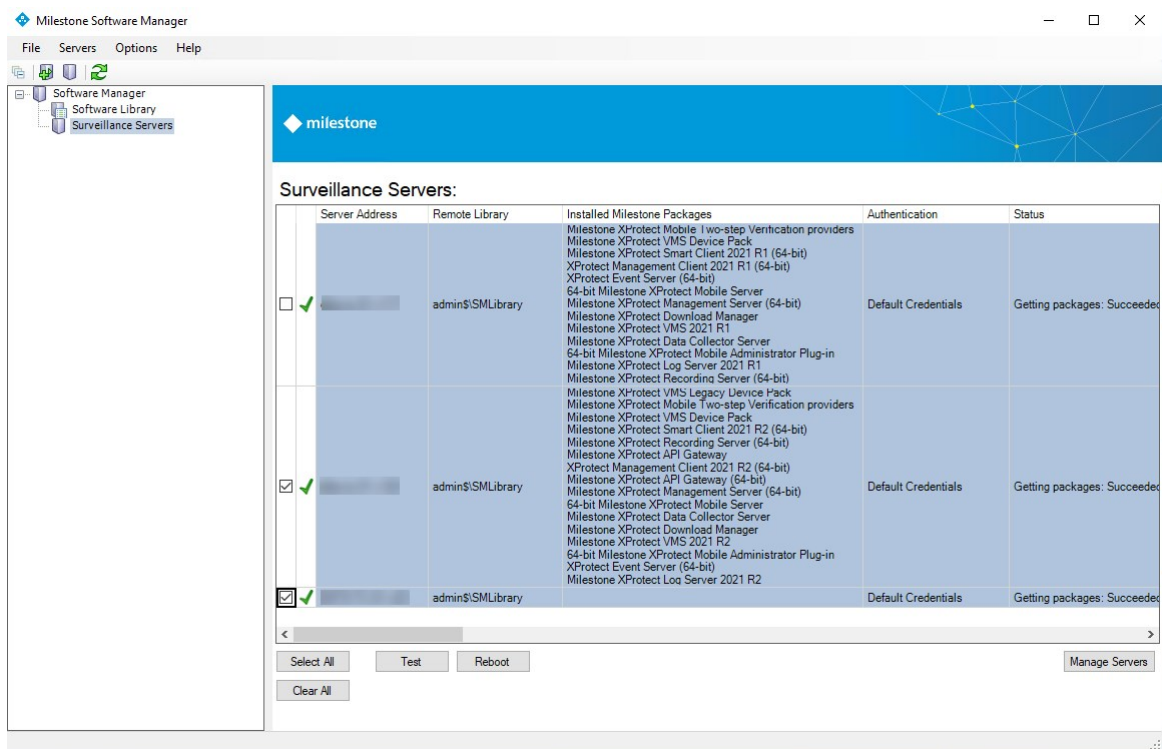 Milestone Software Manager
File Servers Options Help
Software Manager
Software Library
Surveillance Servers
milestone
Surveillance Servers:
Server Address Remote Library Installed Milestone Packages Authentication Status
Milestone XProtect Mobile Two-step Verification providers
Milestone XProtect VMS Device Pack
Milestone XProtect Smart Client 2021 R1 (64-bit)
XProtect Management Client 2021 R1 (64-bit)
XProtect Event Server (64-bit)
64-bit Milestone XProtect Mobile Server
admin$\SMLibrary Milestone XProtect Management Server (64-bit) Default Credentials Getting packages: Succeeded
Milestone XProtect Download Manager
Milestone XProtect VMS 2021 R1
Milestone XProtect Data Collector Server
64-bit Milestone XProtect Mobile Administrator Plug-in
Milestone XProtect Log Server 2021 R1
Milestone XProtect Recording Server (64-bit)
Milestone XProtect VMS Legacy Device Pack
Milestone XProtect Mobile Two-step Verification providers
Milestone XProtect VMS Device Pack
Milestone XProtect Smart Client 2021 R2 (64-bit)
Milestone XProtect Recording Server (64-bit)
Milestone XProtect API Gateway
XProtect Management Client 2021 R2 (64-bit)
Milestone XProtect API Gateway (64-bit)
admin$\SMLibrary Milestone XProtect Management Server (64-bit) Default Credentials Getting packages: Succeeded
64-bit Milestone XProtect Mobile Server
Milestone XProtect Data Collector Server
Milestone XProtect Download Manager
Milestone XProtect VMS 2021 R2
64-bit Milestone XProtect Mobile Administrator Plug-in
XProtect Event Server (64-bit)
Milestone XProtect Log Server 2021 R2
admin$\SMLibrary Default Credentials Getting packages: Succeeded
Select All Test Reboot Manage Servers
Clear All